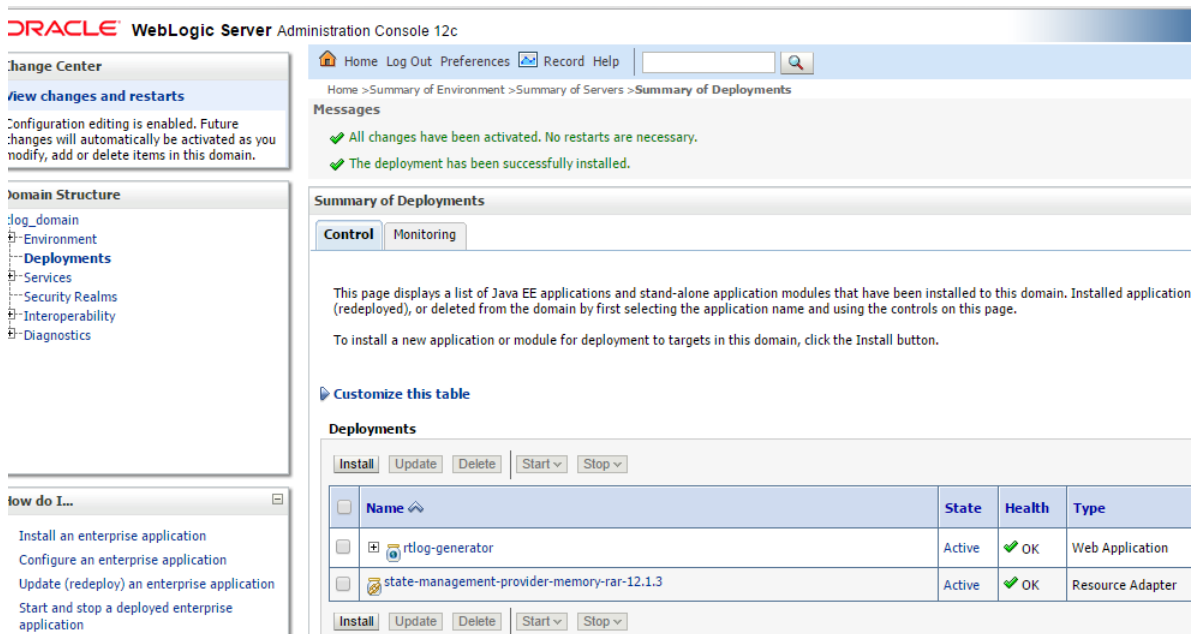 ORACLE WebLogic Server Administration Console 12c
Change Center
View changes and restarts
Configuration editing is enabled. Future
changes will automatically be activated as you
modify, add or delete items in this domain.
Domain Structure
tlog_domain
Environment
Deployments
Services
Security Realms
Interoperability
Diagnostics
How do I...
Install an enterprise application
Configure an enterprise application
Update (redeploy) an enterprise application
Start and stop a deployed enterprise
application
Home Log Out Preferences Record Help
Home >Summary of Environment >Summary of Servers >Summary of Deployments
Messages
All changes have been activated. No restarts are necessary.
The deployment has been successfully installed.
Summary of Deployments
Control Monitoring
This page displays a list of Java EE applications and stand-alone application modules that have been installed to this domain. Installed application
(redeployed), or deleted from the domain by first selecting the application name and using the controls on this page.
To install a new application or module for deployment to targets in this domain, click the Install button.
Customize this table
Deployments
Install Update Delete Start Stop
Name State Health Type
rtlog-generator Active OK Web Application
state-management-provider-memory-rar-12.1.3 Active OK Resource Adapter
Install Update Delete Start Stop